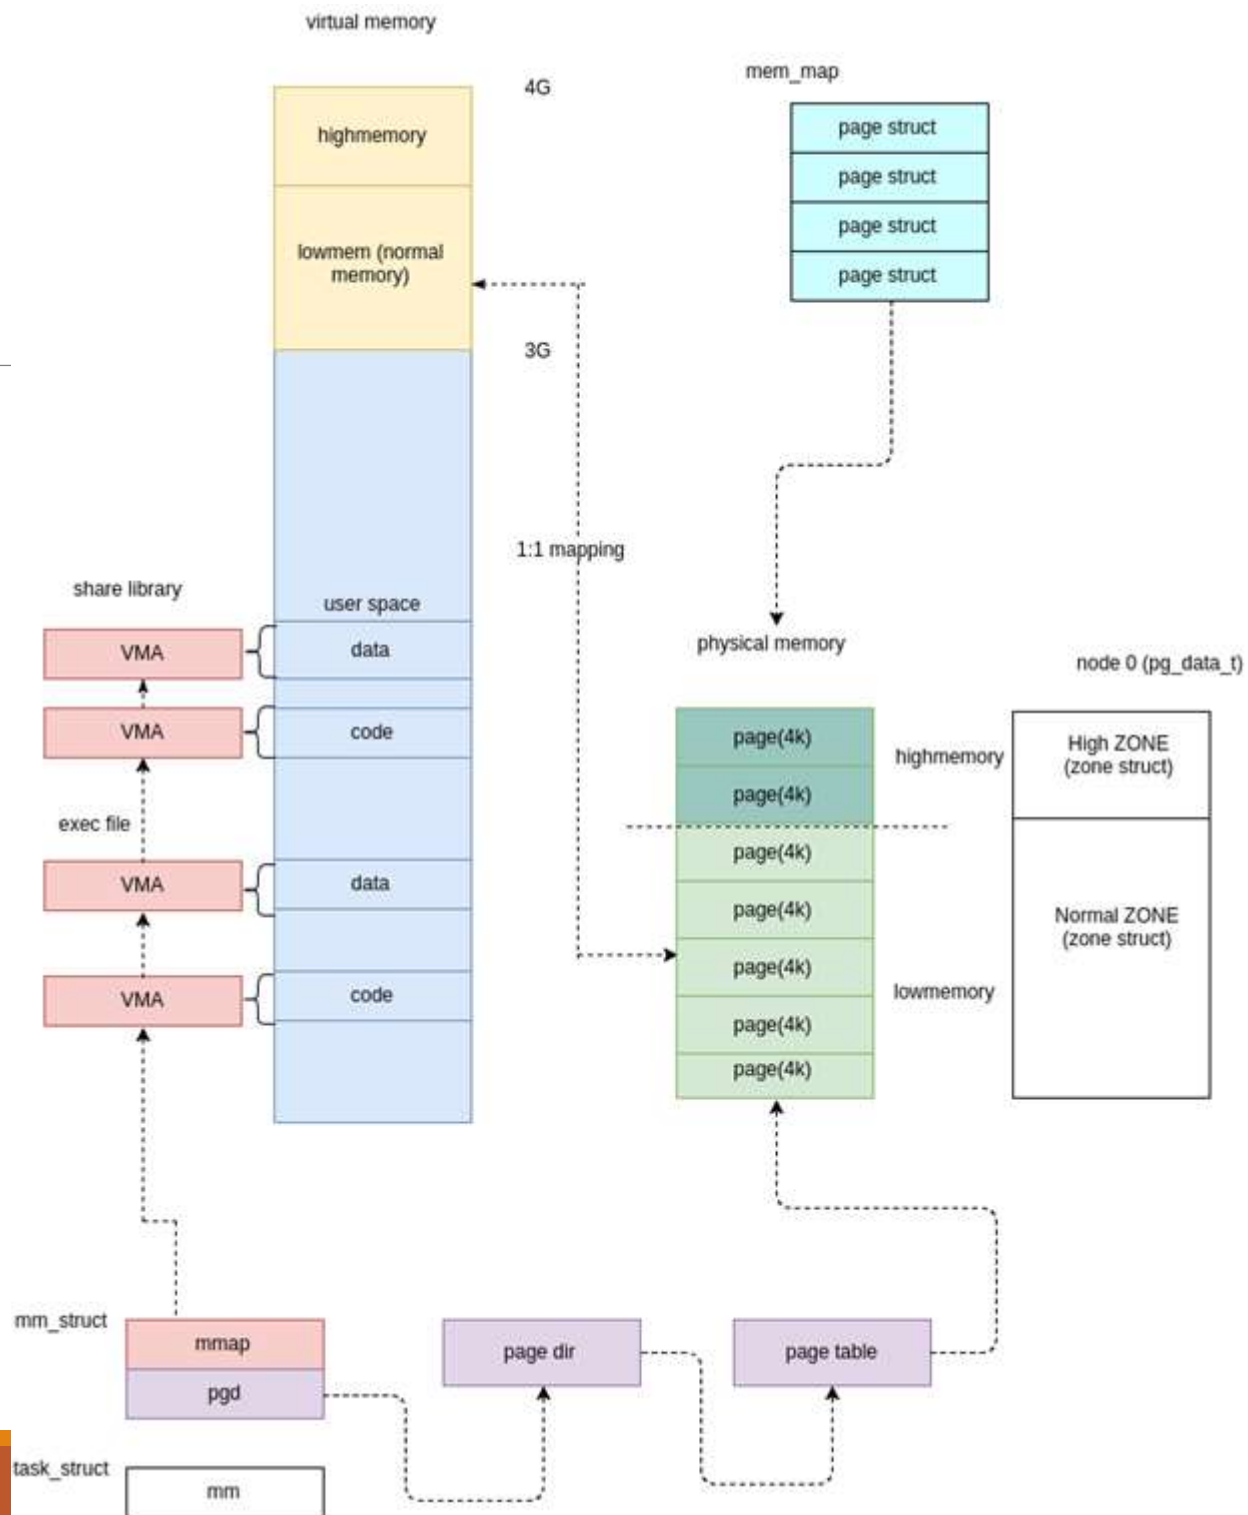 virtual memory
4G
mem_map
highmemory
page struct
page struct
page struct
page struct
lowmem (normal
memory)
3G
1:1 mapping
share library
user space
VMA
data
VMA
code
exec file
VMA
data
VMA
code
physical memory
node 0 (pg_data_t)
page(4k)
page(4k)
page(4k)
page(4k)
page(4k)
page(4k)
page(4k)
highmemory
lowmemory
High ZONE
(zone struct)
Normal ZONE
(zone struct)
mm_struct
mmap
pgd
page dir
page table
task_struct
mm